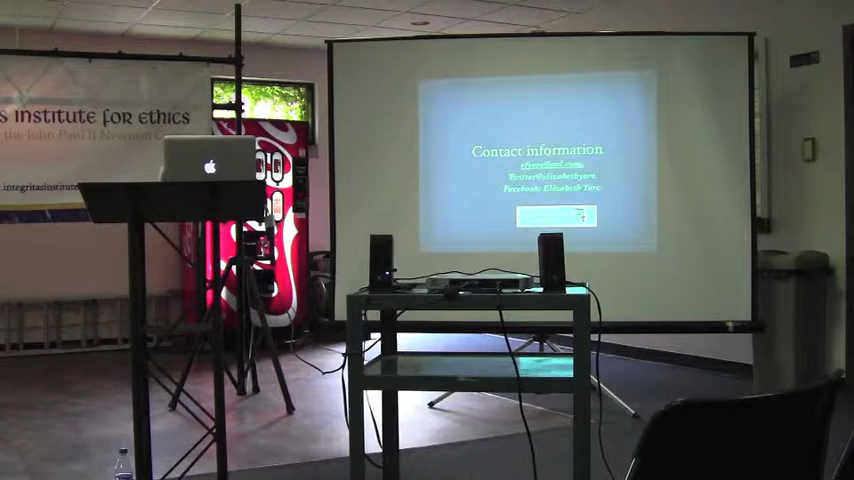 s Institute for Ethics
the John Paul II Newman C
.integritasinstitute
Contact information
Twitter@elizabethyore
Facebook: Elizabeth Yore